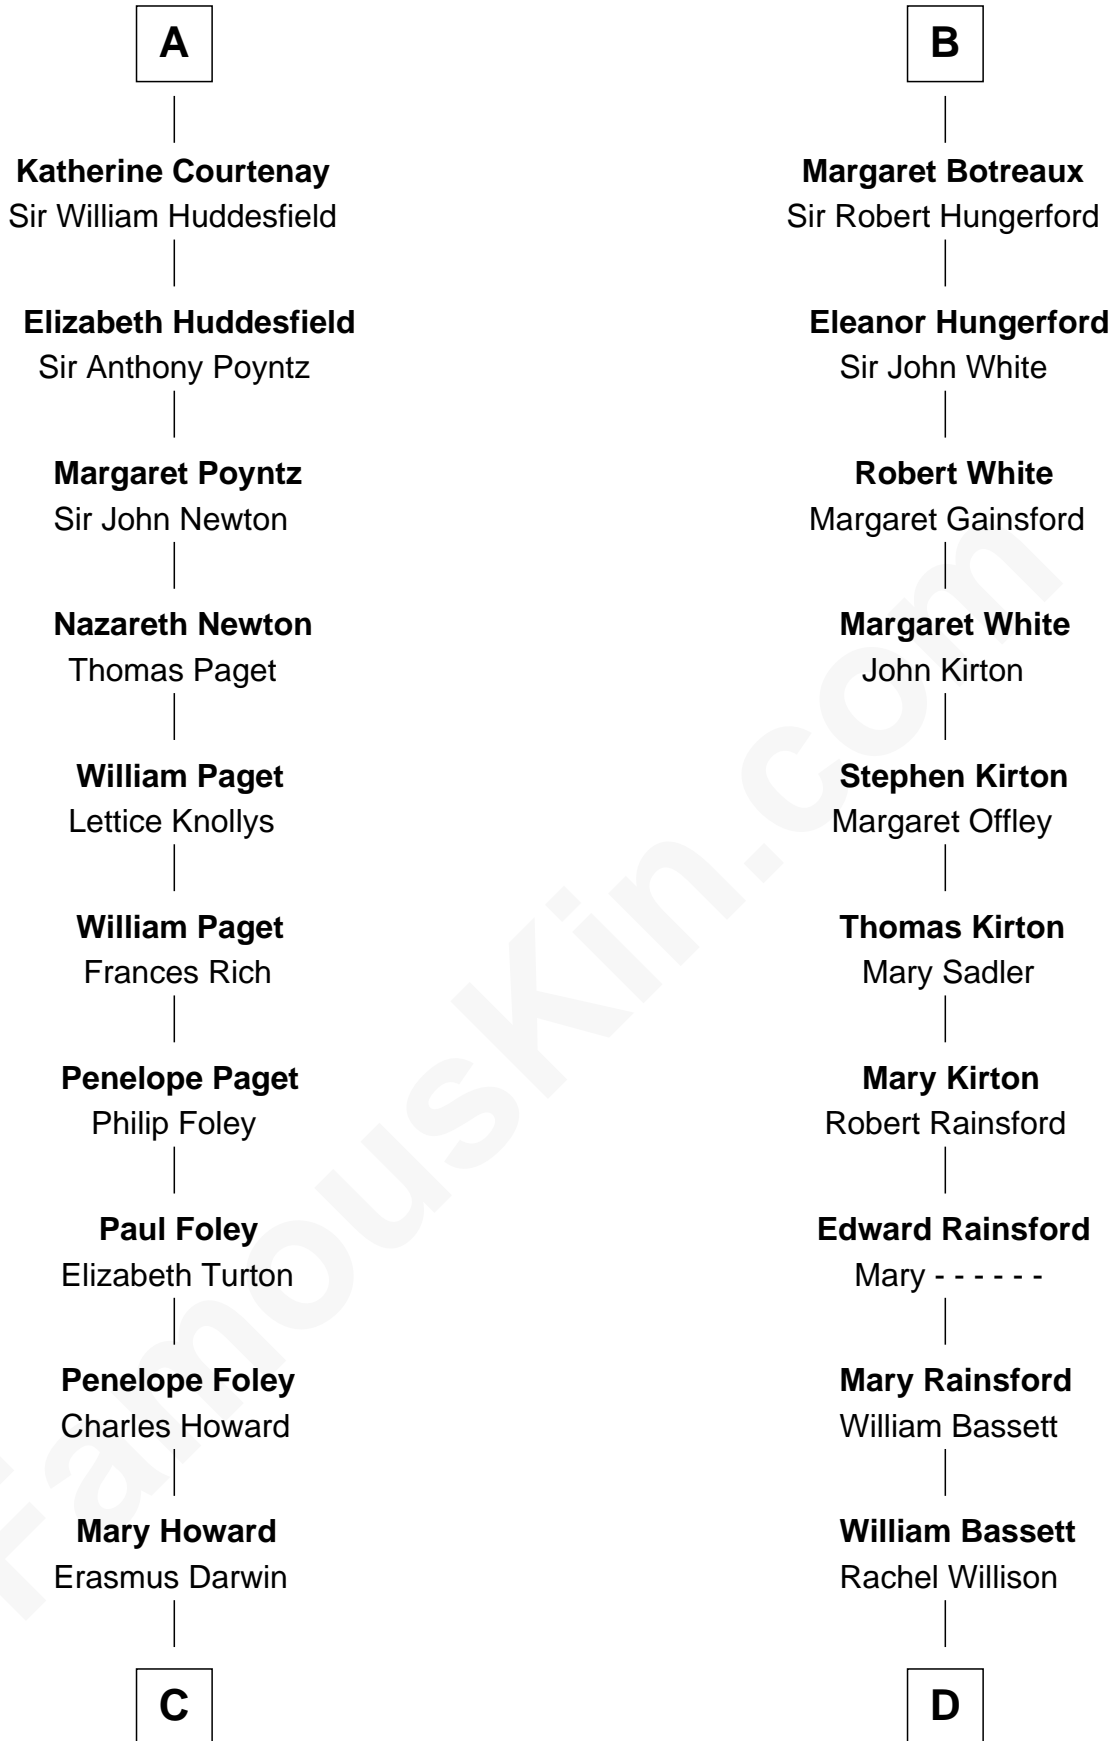 A
Katherine Courtenay
Sir William Huddesfield
Elizabeth Huddesfield
Sir Anthony Poyntz
Margaret Poyntz
Sir John Newton
Nazareth Newton
Thomas Paget
William Paget
Lettice Knollys
William Paget
Frances Rich
Penelope Paget
Philip Foley
Paul Foley
Elizabeth Turton
Penelope Foley
Charles Howard
Mary Howard
Erasmus Darwin
C
B
Margaret Botreaux
Sir Robert Hungerford
Eleanor Hungerford
Sir John White
Robert White
Margaret Gainsford
Margaret White
John Kirton
Stephen Kirton
Margaret Offley
Thomas Kirton
Mary Sadler
Mary Kirton
Robert Rainsford
Edward Rainsford
Mary - - - - - -
Mary Rainsford
William Bassett
William Bassett
Rachel Willison
D
FamousKin.com